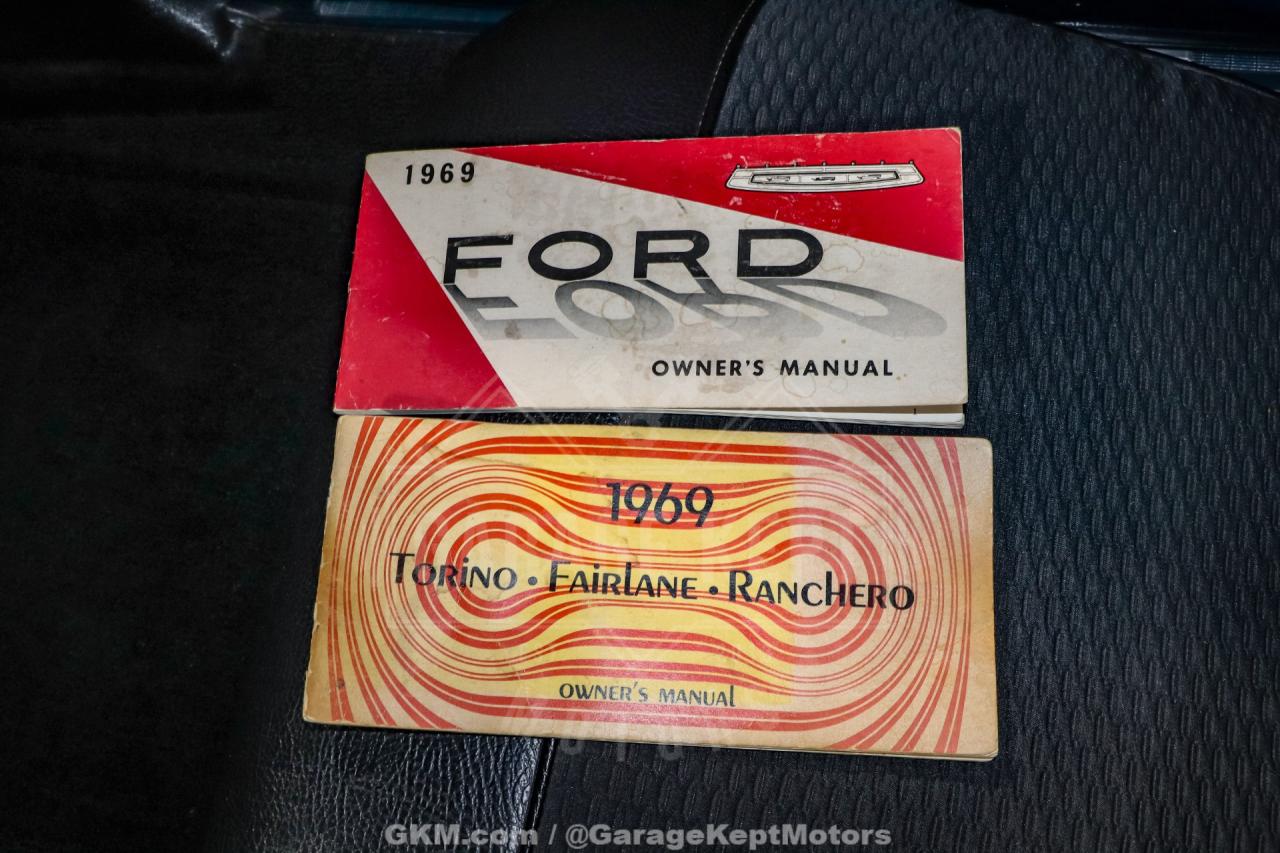 1969
FORD
OWNER'S MANUAL
1969
TORINO • FAIRLANE • RANCHERO
OWNER'S MANUAL
GKM.com / @GarageKeptMotors